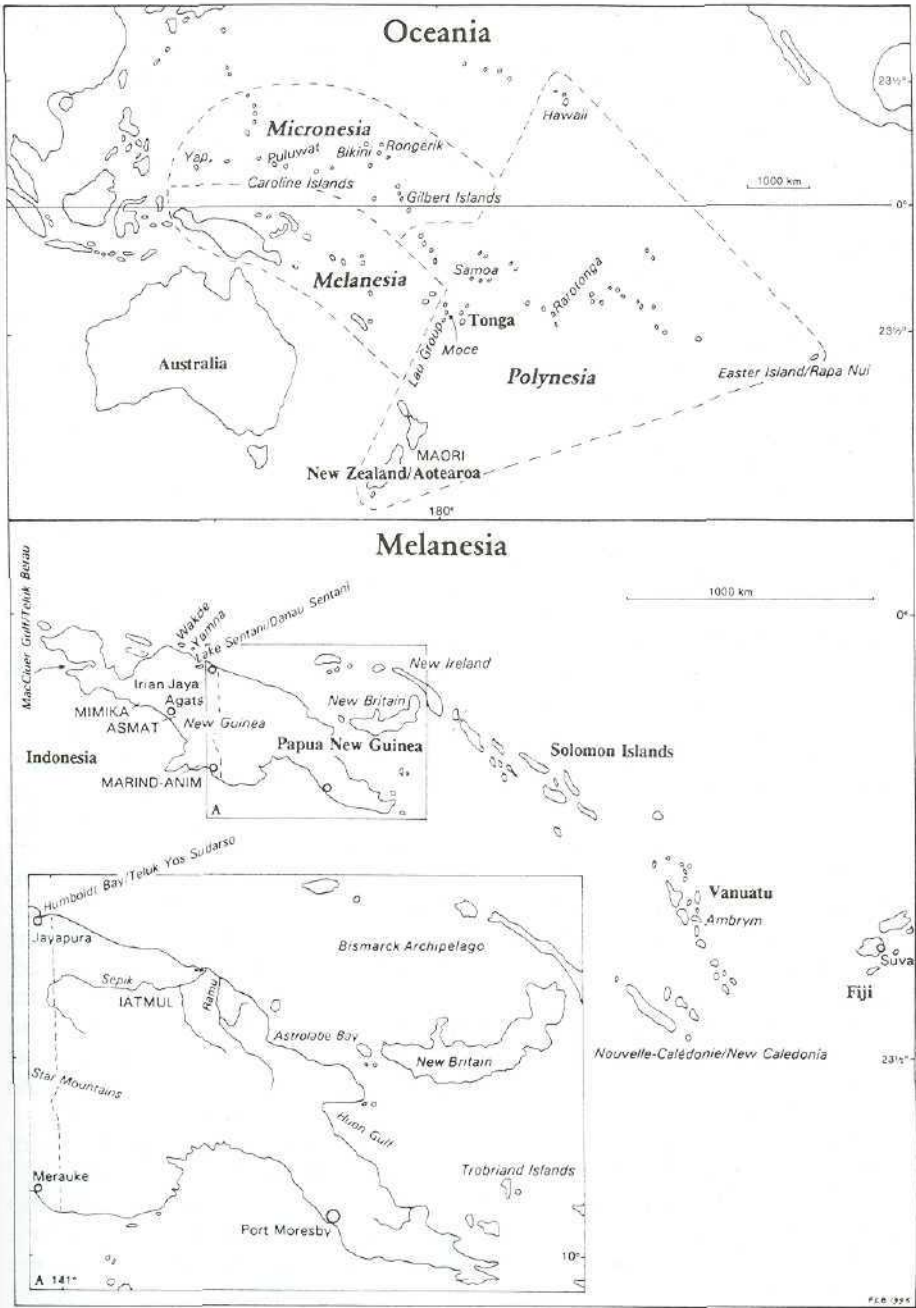 Oceania
23½°
Hawaii
Micronesia
Yap
Puluwat
Bikini
Rongerik
Caroline Islands
1000 km
Gilbert Islands
0°
Melanesia
Samoa
Rarotonga
Tonga
Lau Group
Moce
23½°
Australia
Polynesia
Easter Island/Rapa Nui
MAORI
New Zealand/Aotearoa
180°
Melanesia
MacCluer Gulf/Teluk Berau
1000 km
0°
Wakde
Yamna
Lake Sentani/Danau Sentani
New Ireland
Irian Jaya
New Britain
Agats
MIMIKA
ASMAT
New Guinea
Papua New Guinea
Solomon Islands
Indonesia
MARIND-ANIM
A
Humboldt Bay/Teluk Yos Sudarso
Jayapura
Vanuatu
Ambrym
Bismarck Archipelago
Suva
Fiji
Sepik
IATMUL
Ramu
Astrolabe Bay
New Britain
Nouvelle-Calédonie/New Caledonia
23½°
Star Mountains
Huon Gulf
Trobriand Islands
Merauke
Port Moresby
10°
A 141°